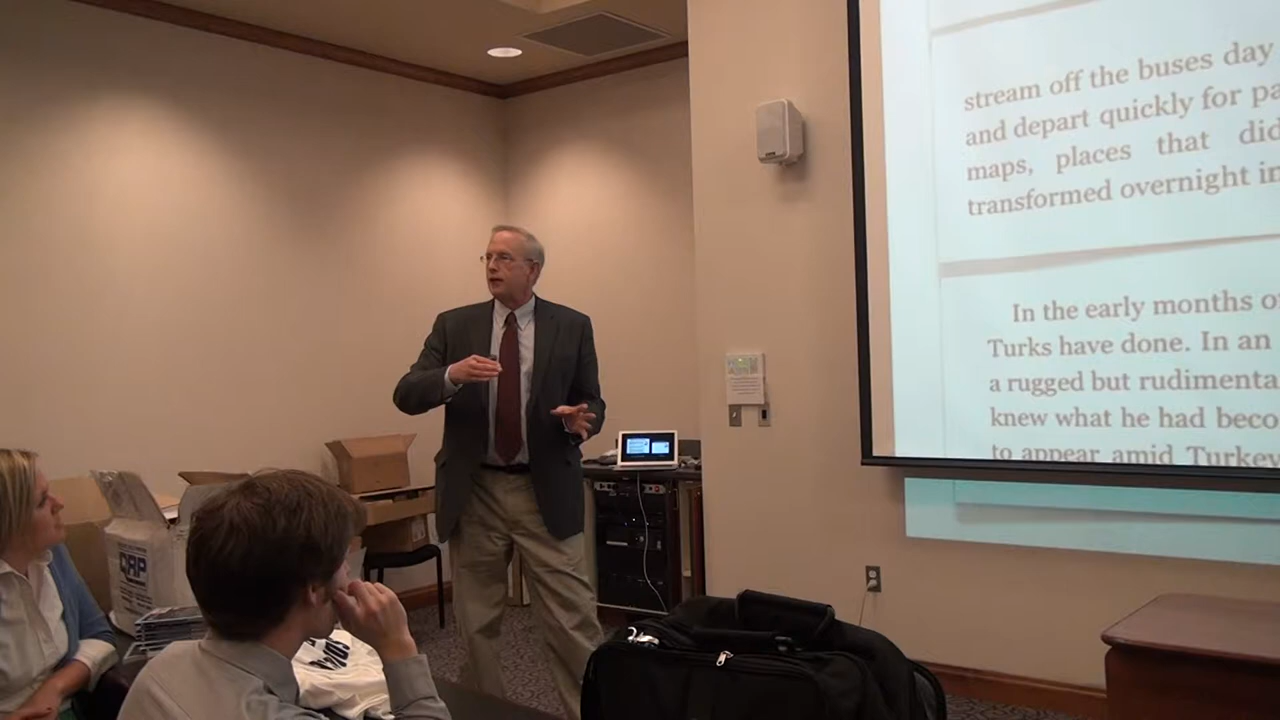 stream off the buses day
and depart quickly for pa
maps, places that did
transformed overnight in
In the early months o
Turks have done. In an
a rugged but rudimenta
knew what he had beco
to appear amid Turkey